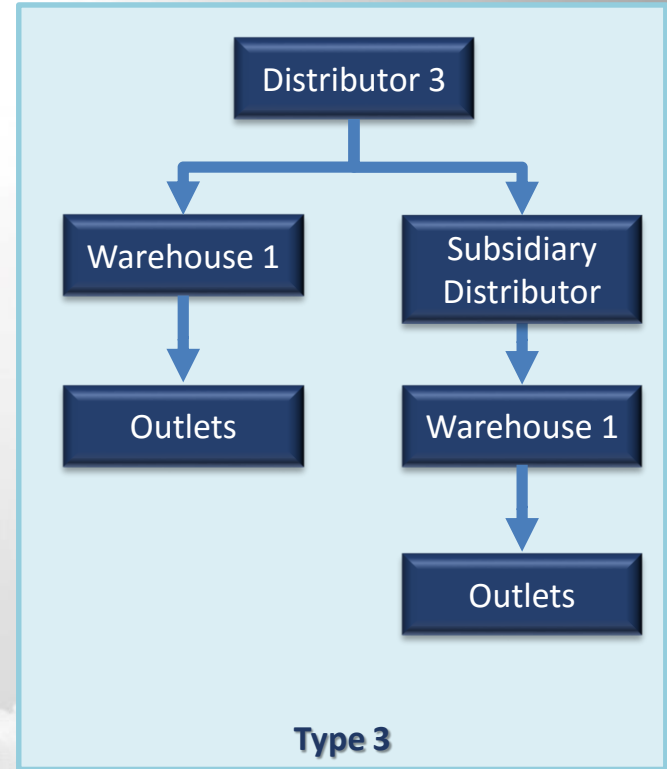 Distributor 3
Warehouse 1
Subsidiary
Distributor
Outlets
Warehouse 1
Outlets
Type 3